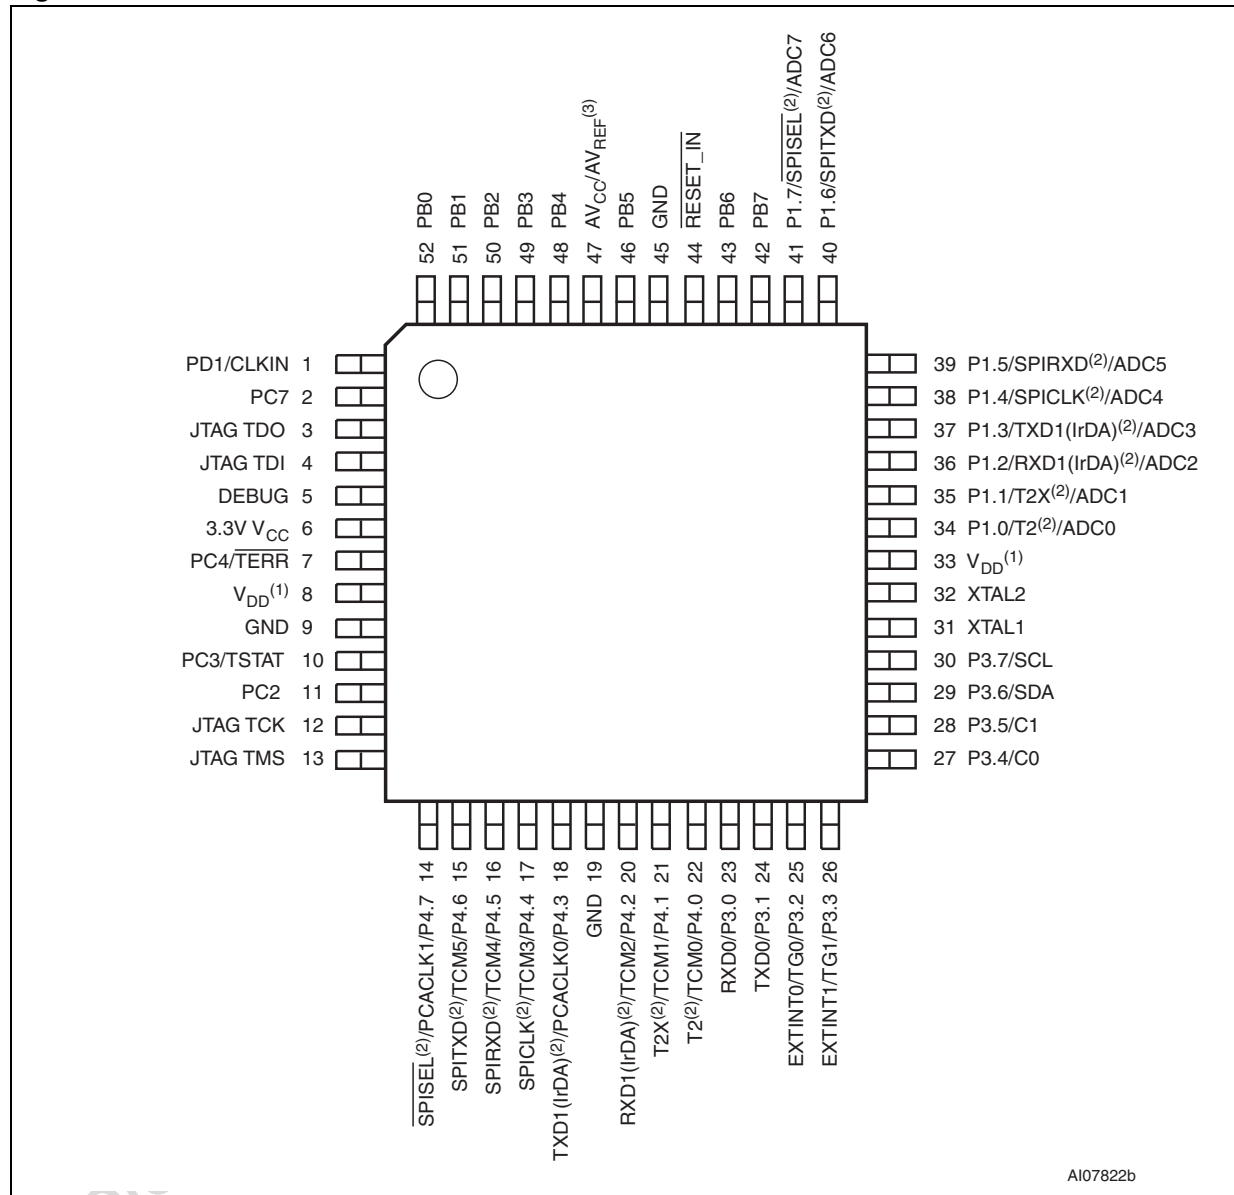 52 PB0
51 PB1
50 PB2
49 PB3
48 PB4
47 AVCC/AVREF(3)
46 PB5
45 GND
44 RESET_IN
43 PB6
42 PB7
41 P1.7/SPISEL(2)/ADC7
40 P1.6/SPITXD(2)/ADC6
PD1/CLKIN 1
PC7 2
JTAG TDO 3
JTAG TDI 4
DEBUG 5
3.3V VCC 6
PC4/TERR 7
VDD(1) 8
GND 9
PC3/TSTAT 10
PC2 11
JTAG TCK 12
JTAG TMS 13
39 P1.5/SPIRXD(2)/ADC5
38 P1.4/SPICLK(2)/ADC4
37 P1.3/TXD1(IrDA)(2)/ADC3
36 P1.2/RXD1(IrDA)(2)/ADC2
35 P1.1/T2X(2)/ADC1
34 P1.0/T2(2)/ADC0
33 VDD(1)
32 XTAL2
31 XTAL1
30 P3.7/SCL
29 P3.6/SDA
28 P3.5/C1
27 P3.4/C0
SPISEL(2)/PCACLK1/P4.7 14
SPITXD(2)/TCM5/P4.6 15
SPIRXD(2)/TCM4/P4.5 16
SPICLK(2)/TCM3/P4.4 17
TXD1(IrDA)(2)/PCACLK0/P4.3 18
GND 19
RXD1(IrDA)(2)/TCM2/P4.2 20
T2X(2)/TCM1/P4.1 21
T2(2)/TCM0/P4.0 22
RXD0/P3.0 23
TXD0/P3.1 24
EXTINT0/TG0/P3.2 25
EXTINT1/TG1/P3.3 26
AI07822b